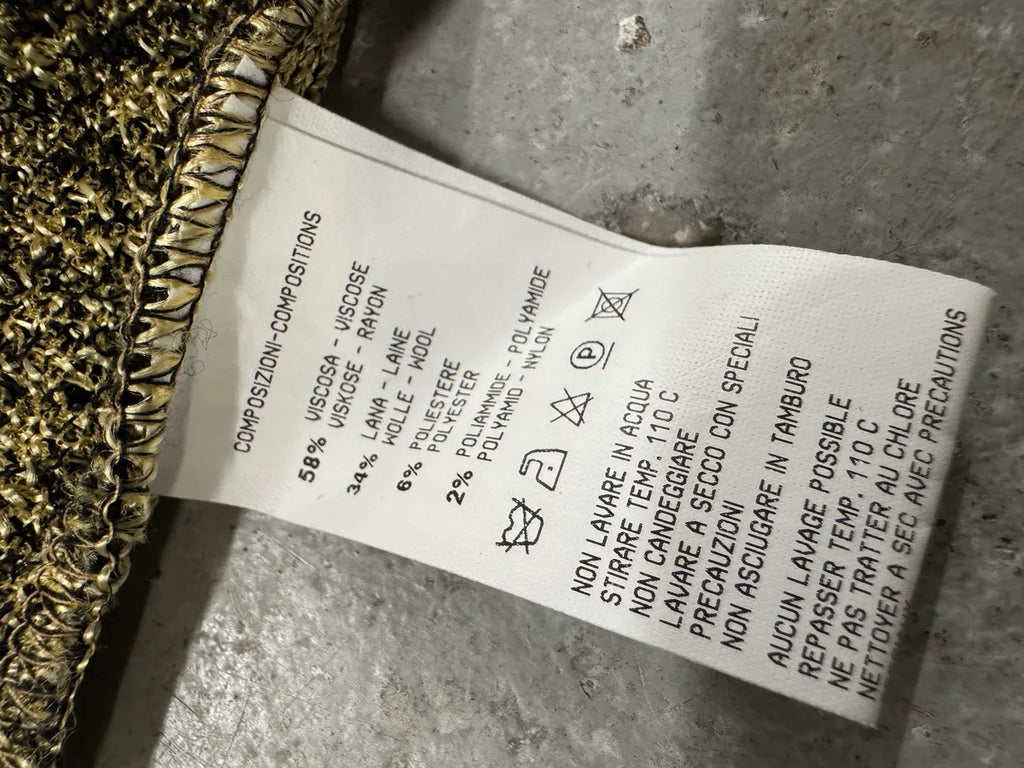 COMPOSIZIONI-COMPOSITIONS
58% VISCOSA - VISCOSE
VISKOSE - RAYON
34% LANA - LAINE
WOLLE - WOOL
6% POLIESTERE
POLYESTER
2% POLIAMMIDE - POLYAMIDE
POLYAMID - NYLON
P
NON LAVARE IN ACQUA
STIRARE TEMP. 110 C
NON CANDEGGIARE
LAVARE A SECCO CON SPECIALI
PRECAUZIONI
NON ASCIUGARE IN TAMBURO
AUCUN LAVAGE POSSIBLE
REPASSER TEMP. 110 C
NE PAS TRATTER AU CHLORE
NETTOYER A SEC AVEC PRECAUTIONS